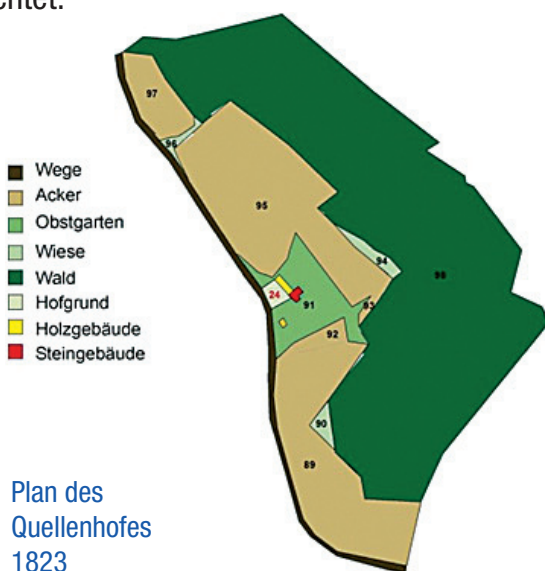 chtet.
97
96
95
94
98
24
91
93
92
90
89
Wege
Acker
Obstgarten
Wiese
Wald
Hofgrund
Holzgebäude
Steingebäude
Plan des
Quellenhofes
1823